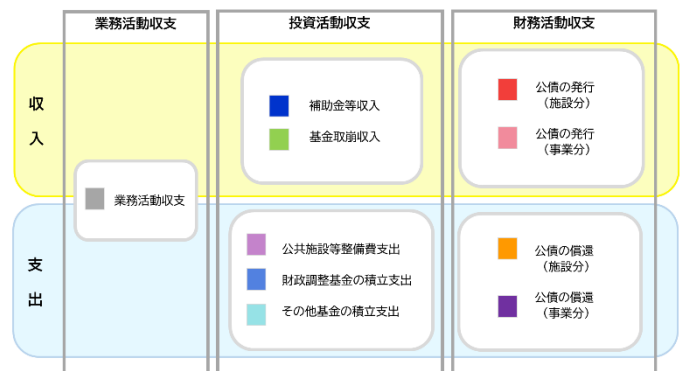 業務活動収支
投資活動収支
財務活動収支
収入
補助金等収入
基金取崩収入
公債の発行
（施設分）
公債の発行
（事業分）
業務活動収支
支出
公共施設等整備費支出
財政調整基金の積立支出
その他基金の積立支出
公債の償還
（施設分）
公債の償還
（事業分）